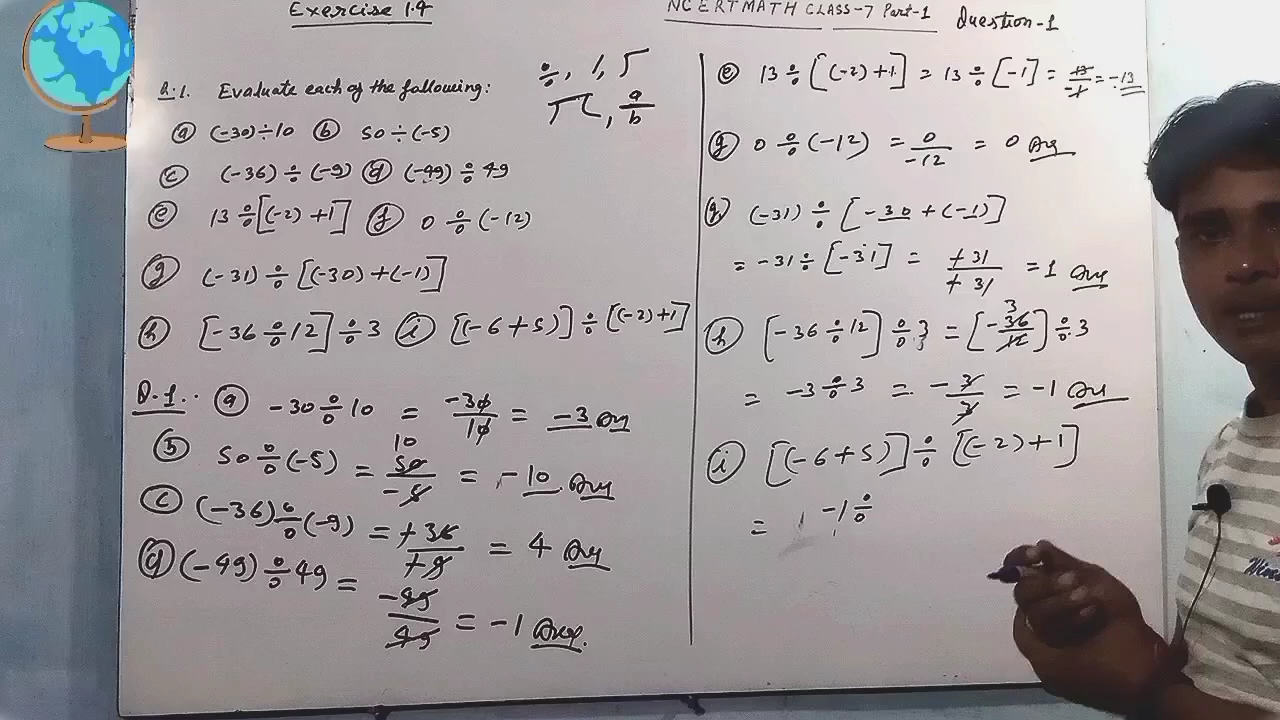 Exercise 1.4
NCERT MATH CLASS-7 Part-1 Question-1
Q.1. Evaluate each of the following:
÷, /,
a/b
(a) (-30)÷10 (b) 50÷(-5)
(c) (-36)÷(-9) (d) (-49)÷49
(e) 13÷[(-2)+1] (f) 0÷(-12)
(g) (-31)÷[(-30)+(-1)]
(h) [-36÷12]÷3 (i) [(-6+5)]÷[(-2)+1]
Q.1.. (a) -30÷10 = -30/10 = -3 Ans
(b) 50÷(-5) = 50/-5 = -10 Ans
10
(c) (-36)÷(-9) = +36/+9 = 4 Ans
(d) (-49)÷49 = -49/49 = -1 Ans.
(e) 13÷[(-2)+1] = 13÷[-1] = 13/-1 = -13
(g) 0÷(-12) = 0/-12 = 0 Ans
(g) (-31)÷[-30+(-1)]
= -31÷[-31] = +31/+31 = 1 Ans
(h) [-36÷12]÷3 = [-36/12]÷3
3
= -3÷3 = -3/3 = -1 Ans
(i) [(-6+5)]÷[(-2)+1]
= -1÷